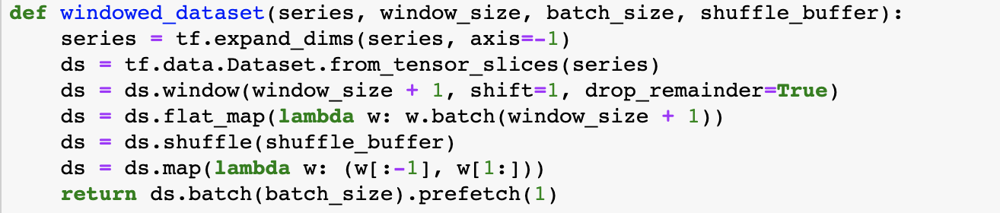 def windowed_dataset(series, window_size, batch_size, shuffle_buffer):
    series = tf.expand_dims(series, axis=-1)
    ds = tf.data.Dataset.from_tensor_slices(series)
    ds = ds.window(window_size + 1, shift=1, drop_remainder=True)
    ds = ds.flat_map(lambda w: w.batch(window_size + 1))
    ds = ds.shuffle(shuffle_buffer)
    ds = ds.map(lambda w: (w[:-1], w[1:]))
    return ds.batch(batch_size).prefetch(1)